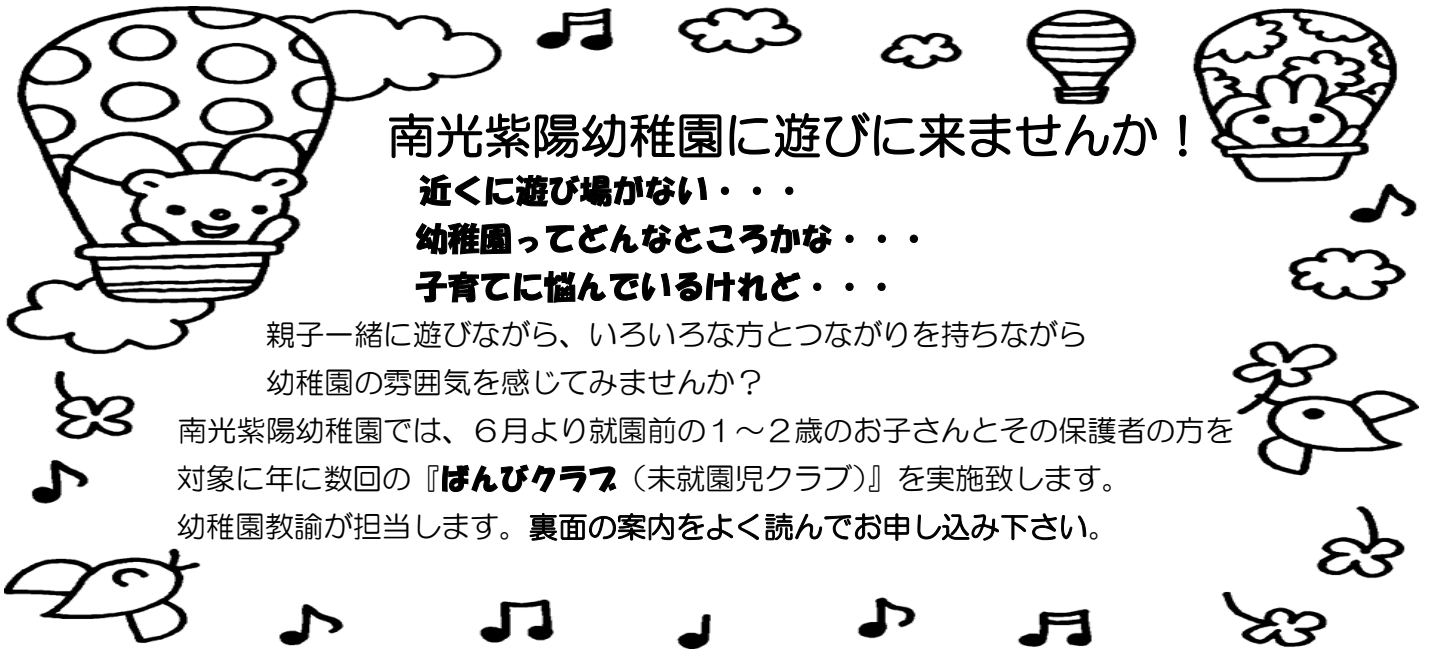 南光紫陽幼稚園に遊びに来ませんか！
近くに遊び場がない・・・
幼稚園ってどんなところかな・・・
子育てに悩んでいるけれど・・・
親子一緒に遊びながら、いろいろな方とつながりを持ちながら
幼稚園の雰囲気を感じてみませんか？
南光紫陽幼稚園では、６月より就園前の１～２歳のお子さんとその保護者の方を
対象に年に数回の『ばんびクラブ（未就園児クラブ）』を実施致します。
幼稚園教諭が担当します。裏面の案内をよく読んでお申し込み下さい。